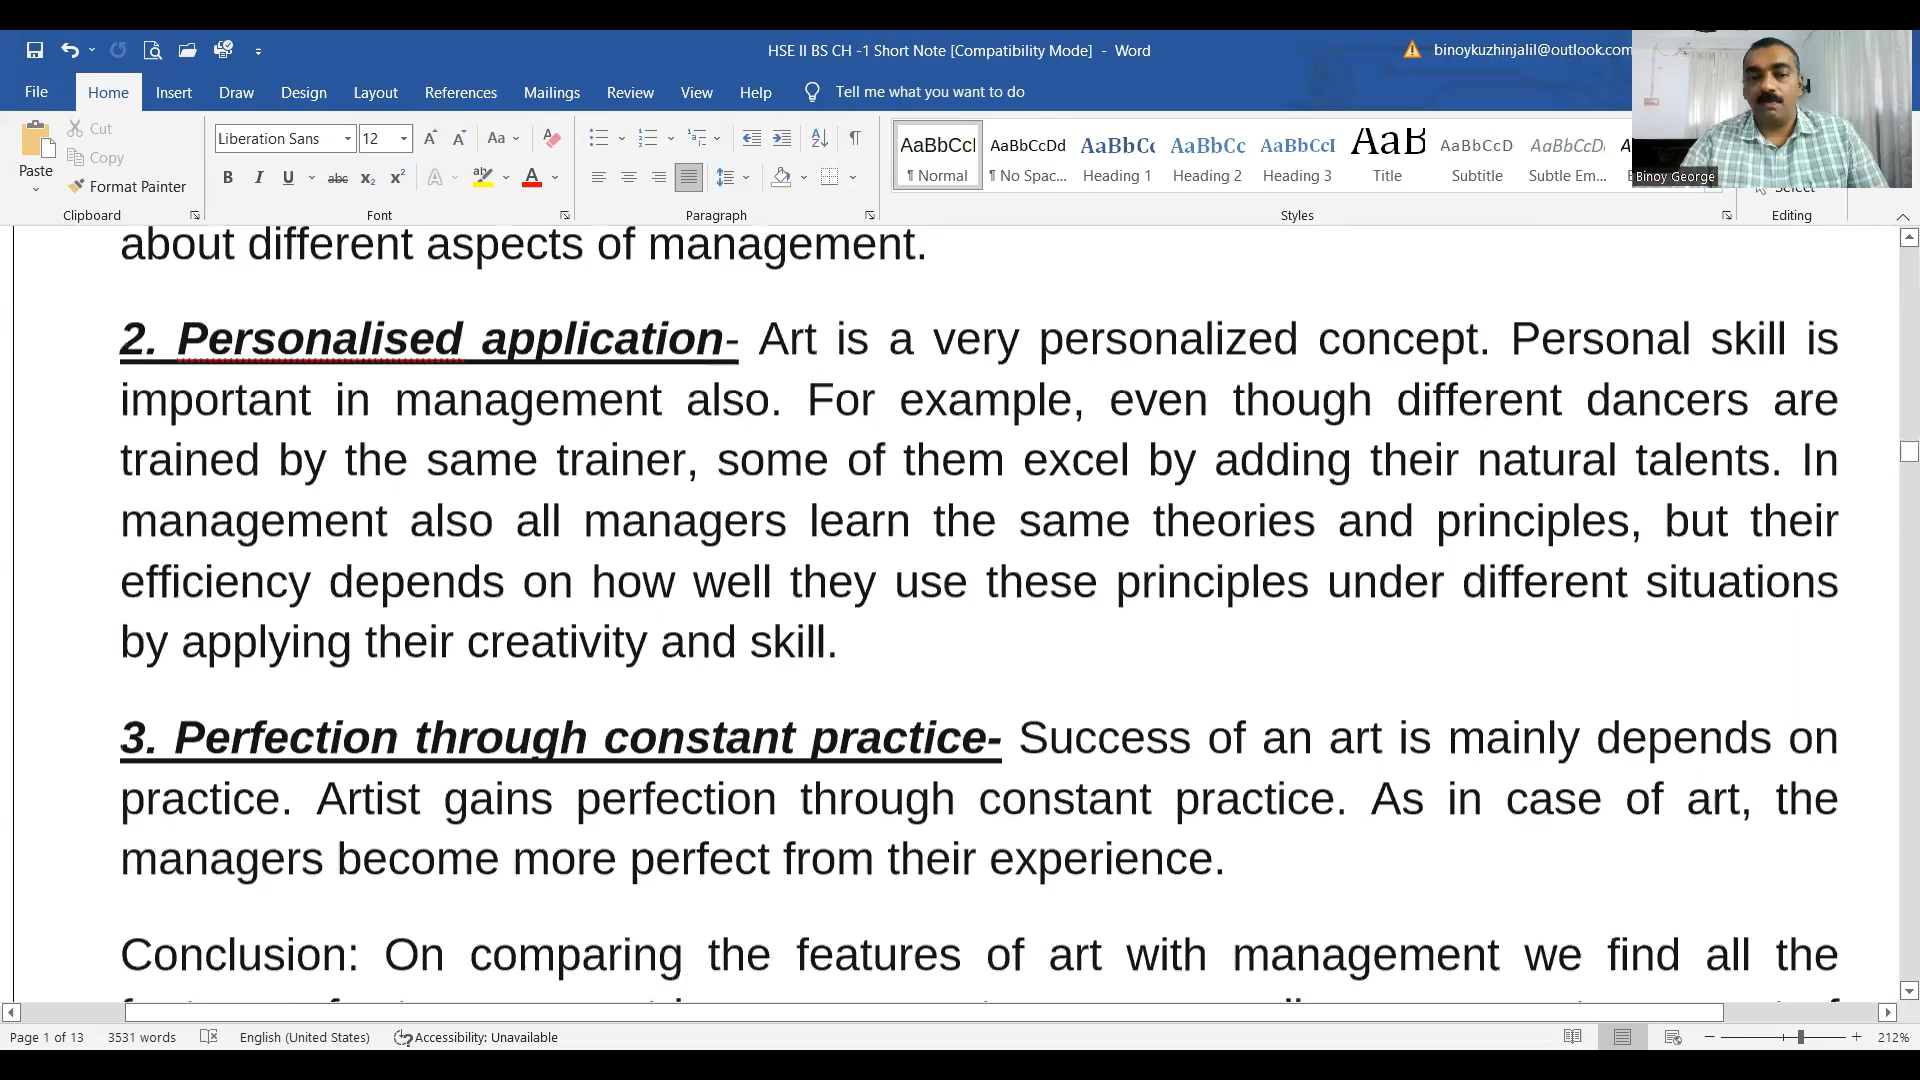 HSE II BS CH -1 Short Note [Compatibility Mode] - Word
binoykuzhinjalil@outlook.com
File Home Insert Draw Design Layout References Mailings Review View Help Tell me what you want to do
Paste
Cut
Copy
Format Painter
Clipboard
Liberation Sans 12
Font
Paragraph
AaBbCcI AaBbCcDd AaBbCc AaBbCc AaBbCcI AaB AaBbCcD AaBbCcD
¶ Normal ¶ No Spac... Heading 1 Heading 2 Heading 3 Title Subtitle Subtle Em...
Styles
Select
Editing
Binoy George
about different aspects of management.
2. Personalised application- Art is a very personalized concept. Personal skill is
important in management also. For example, even though different dancers are
trained by the same trainer, some of them excel by adding their natural talents. In
management also all managers learn the same theories and principles, but their
efficiency depends on how well they use these principles under different situations
by applying their creativity and skill.
3. Perfection through constant practice- Success of an art is mainly depends on
practice. Artist gains perfection through constant practice. As in case of art, the
managers become more perfect from their experience.
Conclusion: On comparing the features of art with management we find all the
Page 1 of 13 3531 words English (United States) Accessibility: Unavailable 212%